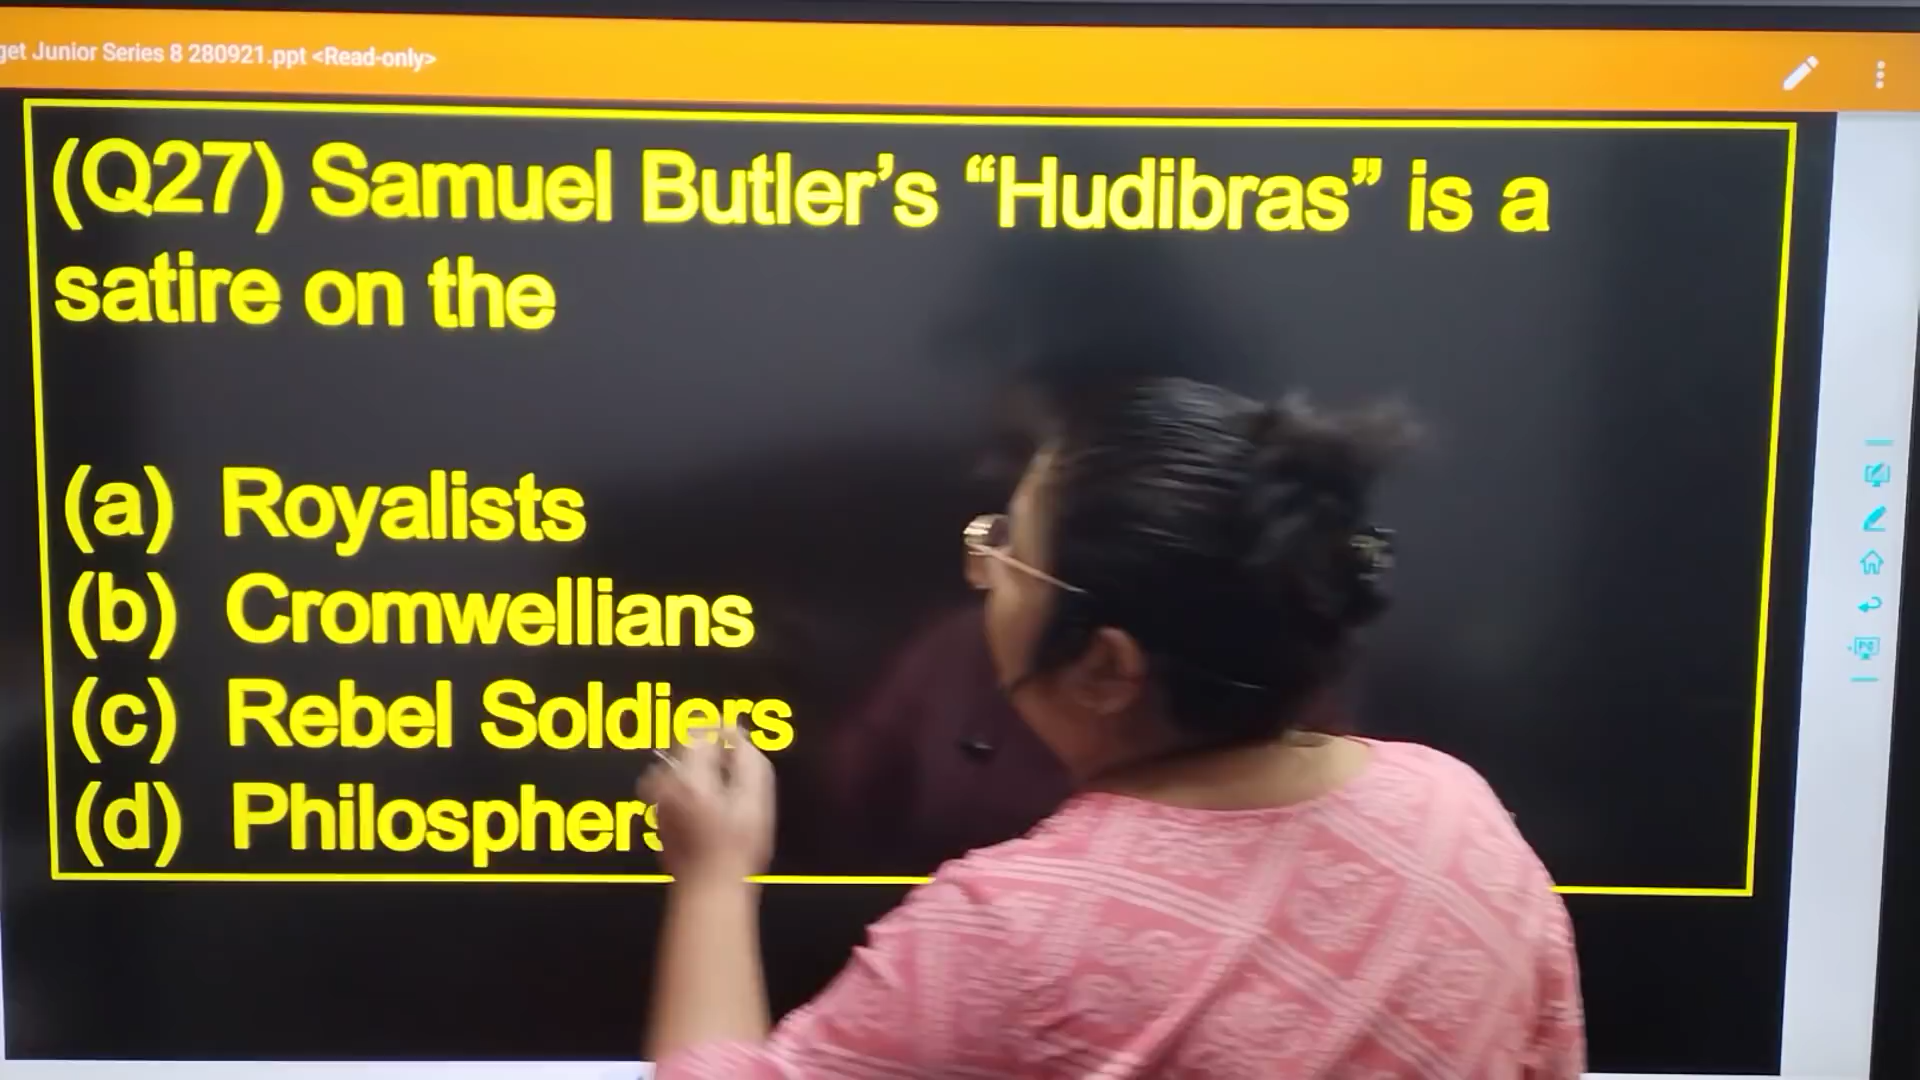 get Junior Series 8 280921.ppt <Read-only>
(Q27) Samuel Butler’s “Hudibras” is a
satire on the
(a) Royalists
(b) Cromwellians
(c) Rebel Soldiers
(d) Philosphers